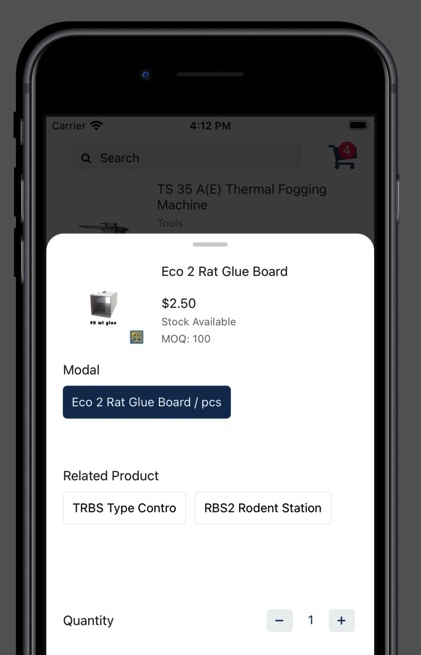 Carrier
4:12 PM
Search
4
TS 35 A(E) Thermal Fogging
Machine
Tools
Eco 2 Rat Glue Board
$2.50
Stock Available
MOQ: 100
40 ml glue
Modal
Eco 2 Rat Glue Board / pcs
Related Product
TRBS Type Contro
RBS2 Rodent Station
Quantity
− 1 +